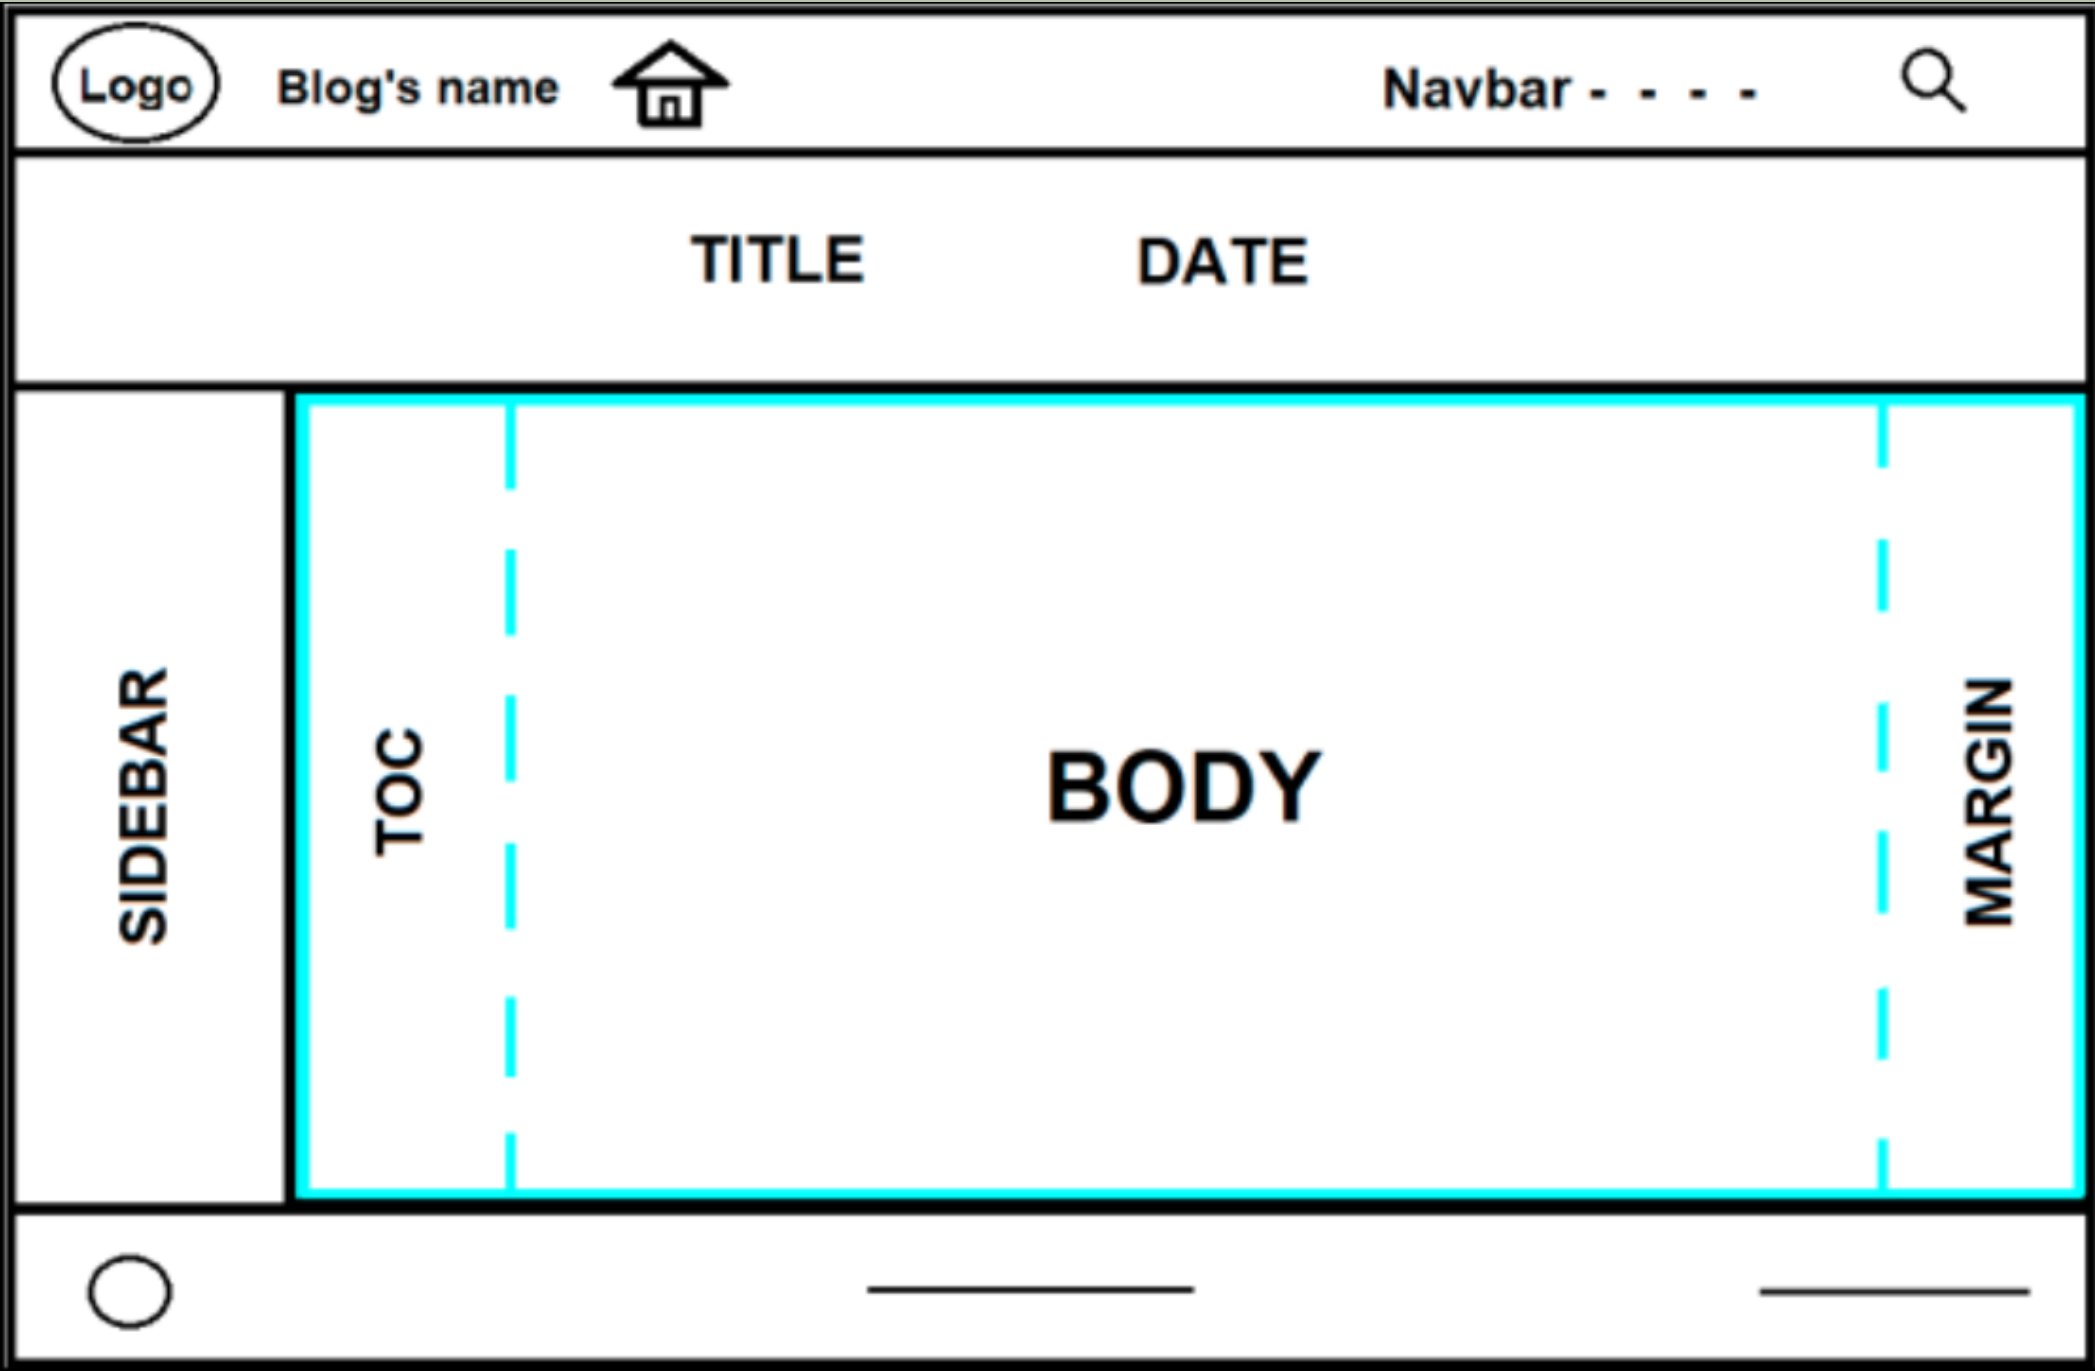 Logo Blog's name Navbar - - - -
TITLE DATE
SIDEBAR
TOC
BODY
MARGIN